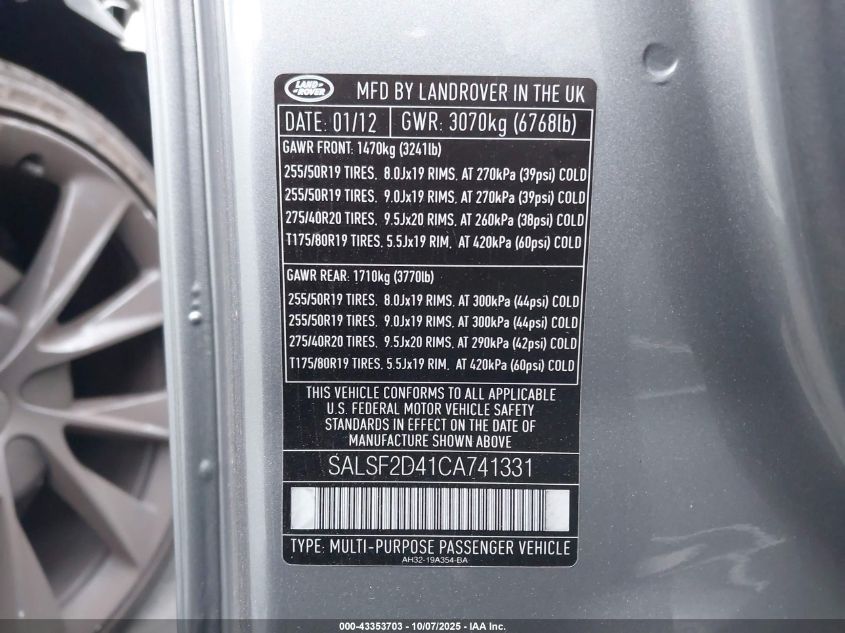 LAND ROVER
MFD BY LANDROVER IN THE UK
DATE: 01/12 GWR: 3070kg (6768lb)
GAWR FRONT: 1470kg (3241lb)
255/50R19 TIRES. 8.0Jx19 RIMS, AT 270kPa (39psi) COLD
255/50R19 TIRES. 9.0Jx19 RIMS, AT 270kPa (39psi) COLD
275/40R20 TIRES. 9.5Jx20 RIMS, AT 260kPa (38psi) COLD
T175/80R19 TIRES, 5.5Jx19 RIM, AT 420kPa (60psi) COLD
GAWR REAR: 1710kg (3770lb)
255/50R19 TIRES. 8.0Jx19 RIMS, AT 300kPa (44psi) COLD
255/50R19 TIRES. 9.0Jx19 RIMS, AT 300kPa (44psi) COLD
275/40R20 TIRES. 9.5Jx20 RIMS, AT 290kPa (42psi) COLD
T175/80R19 TIRES, 5.5Jx19 RIM, AT 420kPa (60psi) COLD
THIS VEHICLE CONFORMS TO ALL APPLICABLE
U.S. FEDERAL MOTOR VEHICLE SAFETY
STANDARDS IN EFFECT ON THE DATE OF
MANUFACTURE SHOWN ABOVE
SALSF2D41CA741331
TYPE: MULTI-PURPOSE PASSENGER VEHICLE
AH32-19A354-BA
000-43353703 - 10/07/2025 - IAA Inc.